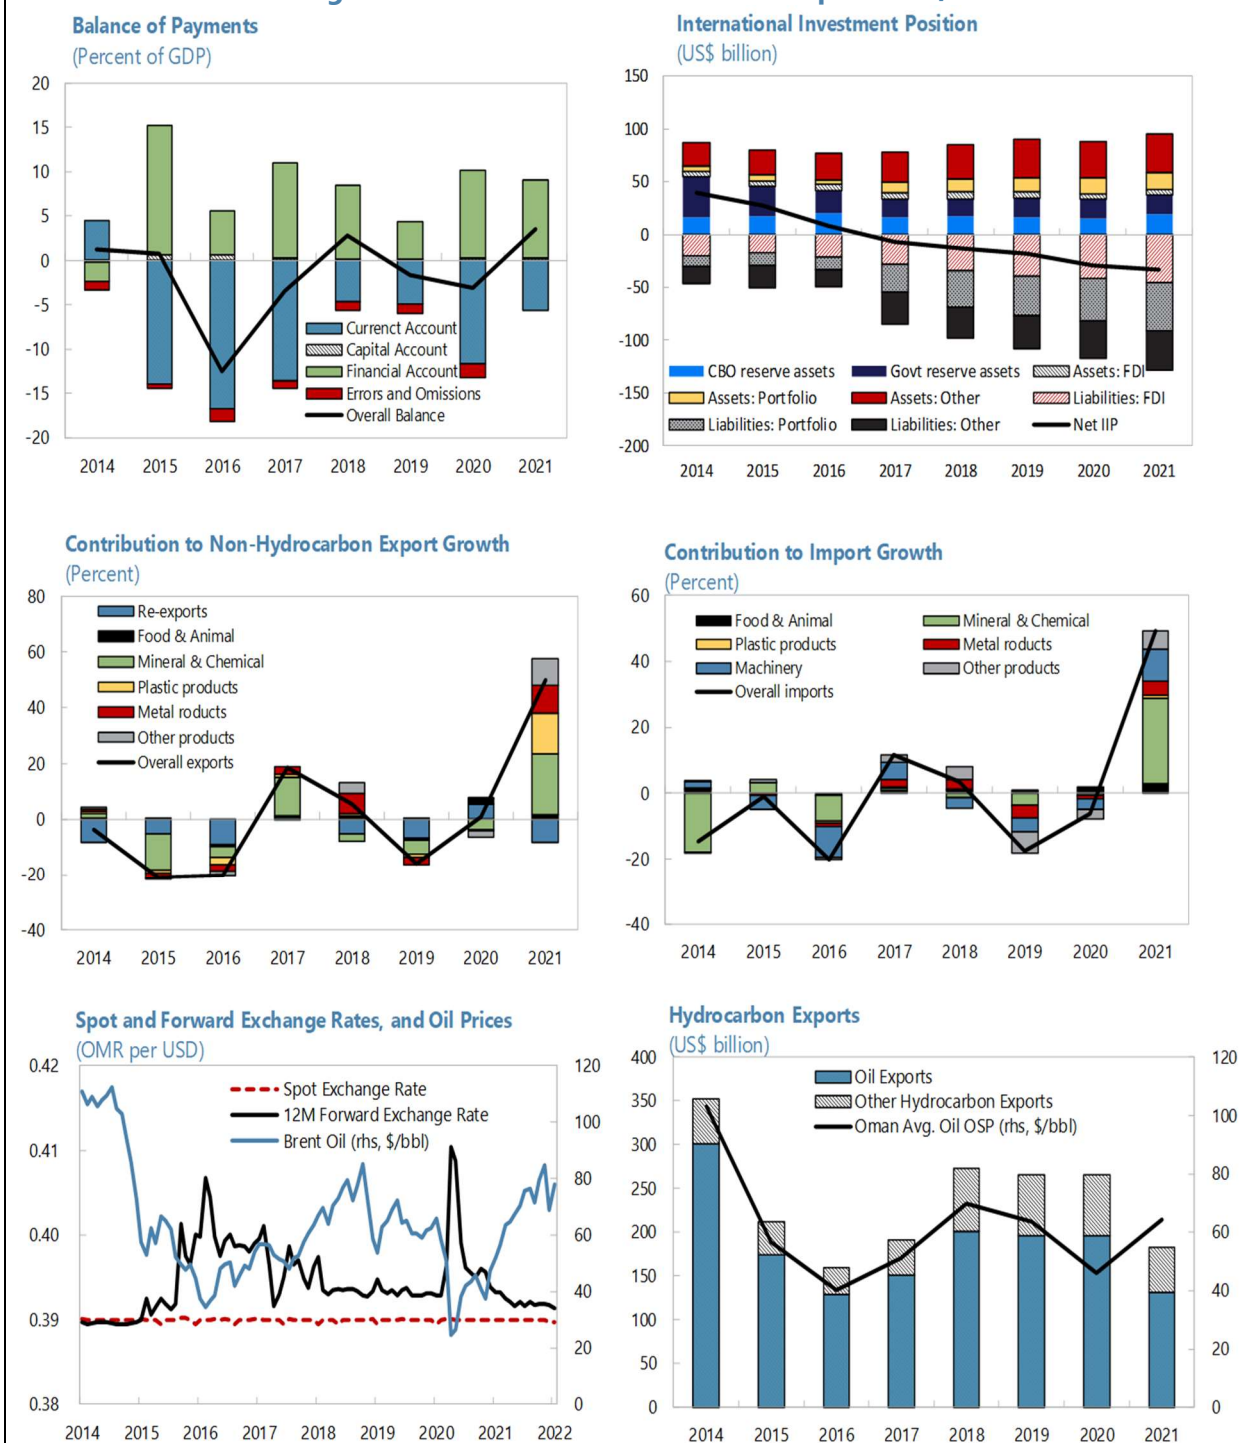 Balance of Payments
(Percent of GDP)
20
15
10
5
0
-5
-10
-15
-20
Currenct Account
Capital Account
Financial Account
Errors and Omissions
Overall Balance
2014 2015 2016 2017 2018 2019 2020 2021
International Investment Position
(US$ billion)
150
100
50
0
-50
-100
-150
-200
CBO reserve assets Govt reserve assets Assets: FDI
Assets: Portfolio Assets: Other Liabilities: FDI
Liabilities: Portfolio Liabilities: Other Net IIP
2014 2015 2016 2017 2018 2019 2020 2021
Contribution to Non-Hydrocarbon Export Growth
(Percent)
80
60
40
20
0
-20
-40
Re-exports
Food & Animal
Mineral & Chemical
Plastic products
Metal roducts
Other products
Overall exports
2014 2015 2016 2017 2018 2019 2020 2021
Contribution to Import Growth
(Percent)
60
40
20
0
-20
-40
Food & Animal Mineral & Chemical
Plastic products Metal roducts
Machinery Other products
Overall imports
2014 2015 2016 2017 2018 2019 2020 2021
Spot and Forward Exchange Rates, and Oil Prices
(OMR per USD)
0.42
0.41
0.40
0.39
0.38
120
100
80
60
40
20
0
Spot Exchange Rate
12M Forward Exchange Rate
Brent Oil (rhs, $/bbl)
2014 2015 2016 2017 2018 2019 2020 2021 2022
Hydrocarbon Exports
(US$ billion)
400
350
300
250
200
150
100
50
0
120
100
80
60
40
20
0
Oil Exports
Other Hydrocarbon Exports
Oman Avg. Oil OSP (rhs, $/bbl)
2014 2015 2016 2017 2018 2019 2020 2021